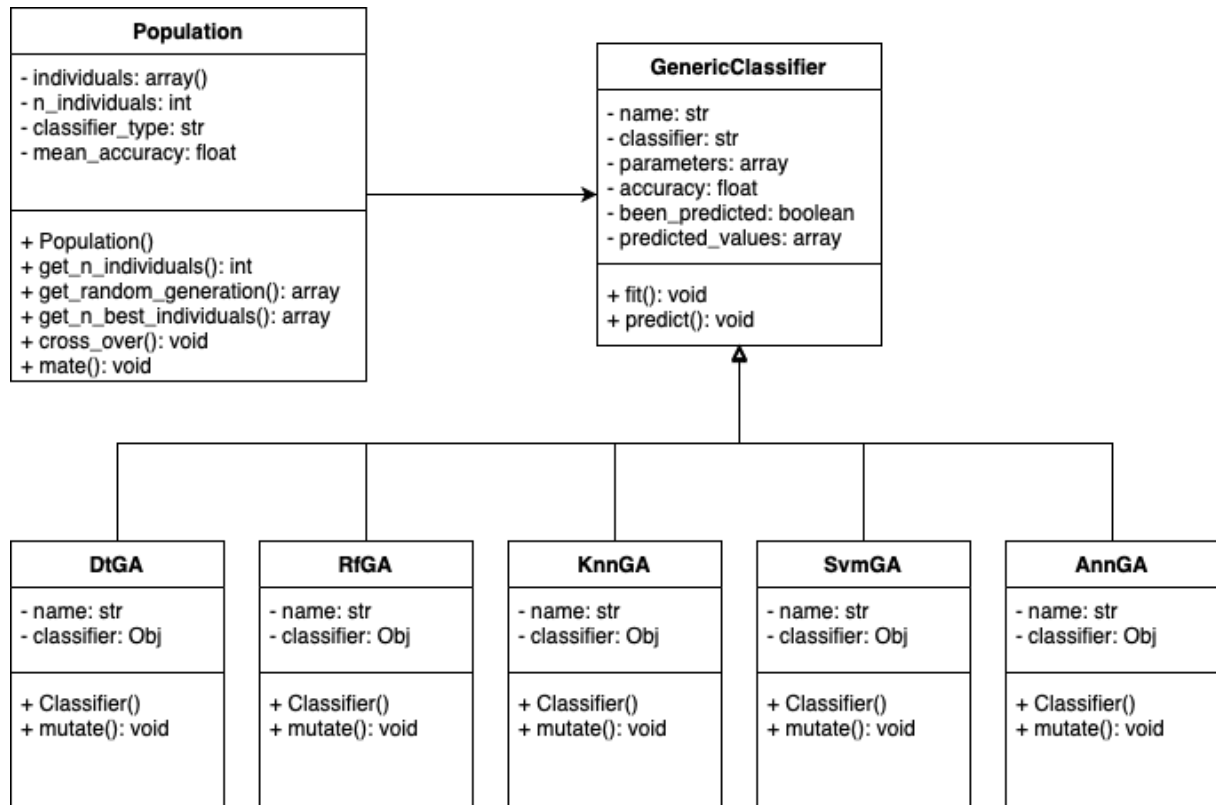 Population
- individuals: array()
- n_individuals: int
- classifier_type: str
- mean_accuracy: float
+ Population()
+ get_n_individuals(): int
+ get_random_generation(): array
+ get_n_best_individuals(): array
+ cross_over(): void
+ mate(): void
GenericClassifier
- name: str
- classifier: str
- parameters: array
- accuracy: float
- been_predicted: boolean
- predicted_values: array
+ fit(): void
+ predict(): void
DtGA
- name: str
- classifier: Obj
+ Classifier()
+ mutate(): void
RfGA
- name: str
- classifier: Obj
+ Classifier()
+ mutate(): void
KnnGA
- name: str
- classifier: Obj
+ Classifier()
+ mutate(): void
SvmGA
- name: str
- classifier: Obj
+ Classifier()
+ mutate(): void
AnnGA
- name: str
- classifier: Obj
+ Classifier()
+ mutate(): void